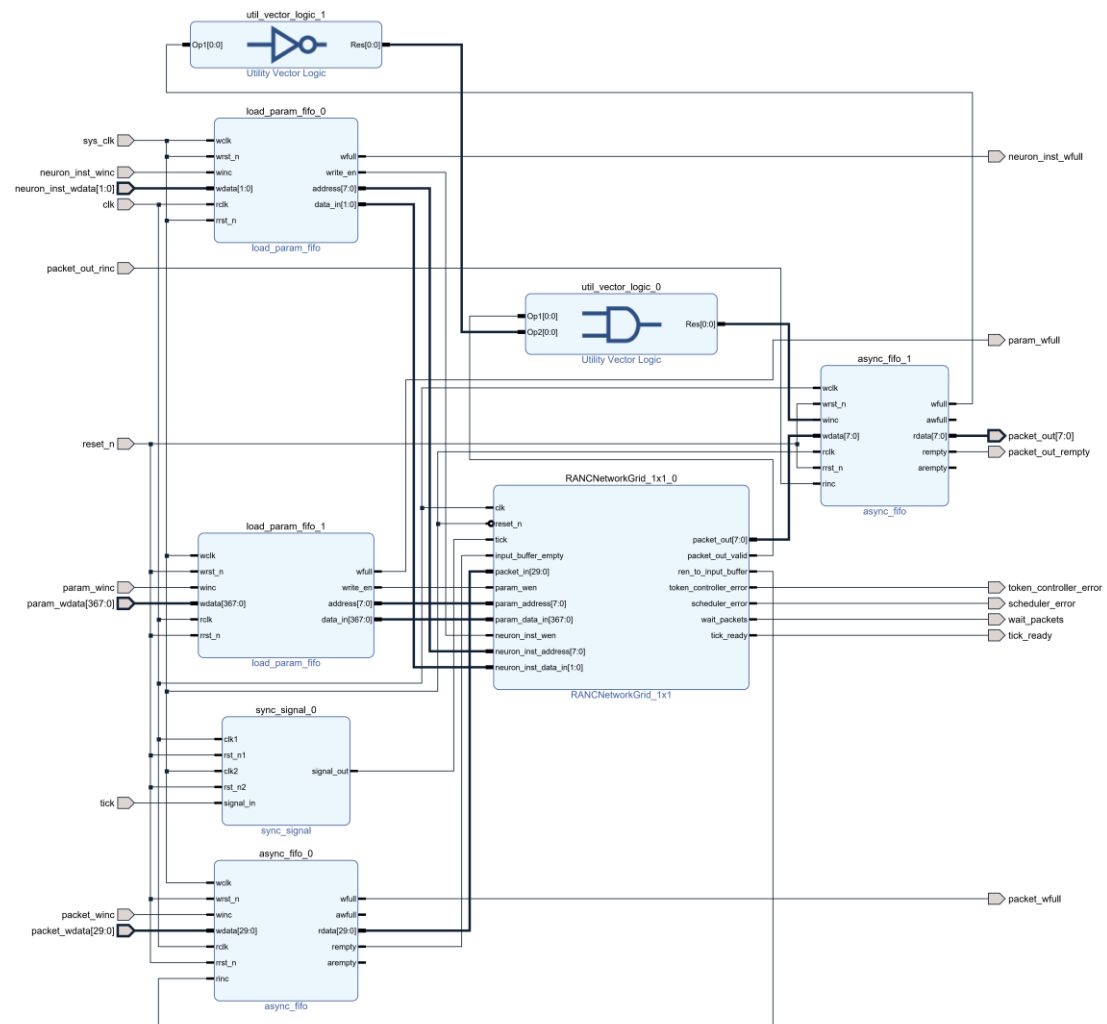 util_vector_logic_1
Op1[0:0]
Res[0:0]
Utility Vector Logic
load_param_fifo_0
sys_clk
wclk
wrst_n
wfull
neuron_inst_wfull
neuron_inst_winc
winc
write_en
neuron_inst_wdata[1:0]
wdata[1:0]
address[7:0]
clk
rclk
data_in[1:0]
rrst_n
load_param_fifo
packet_out_rinc
util_vector_logic_0
Op1[0:0]
Op2[0:0]
Res[0:0]
Utility Vector Logic
param_wfull
async_fifo_1
wclk
wrst_n
wfull
winc
awfull
wdata[7:0]
rdata[7:0]
packet_out[7:0]
rclk
rempty
packet_out_rempty
rrst_n
arempty
rinc
async_fifo
reset_n
RANCNetworkGrid_1x1_0
clk
reset_n
tick
packet_out[7:0]
input_buffer_empty
packet_out_valid
packet_in[29:0]
ren_to_input_buffer
param_wen
token_controller_error
token_controller_error
param_address[7:0]
scheduler_error
scheduler_error
param_data_in[367:0]
wait_packets
wait_packets
neuron_inst_wen
tick_ready
tick_ready
neuron_inst_address[7:0]
neuron_inst_data_in[1:0]
RANCNetworkGrid_1x1
load_param_fifo_1
wclk
wrst_n
wfull
param_winc
winc
write_en
param_wdata[367:0]
wdata[367:0]
address[7:0]
rclk
data_in[367:0]
rrst_n
load_param_fifo
sync_signal_0
clk1
rst_n1
clk2
signal_out
rst_n2
tick
signal_in
sync_signal
async_fifo_0
wclk
wrst_n
wfull
packet_wfull
packet_winc
winc
awfull
packet_wdata[29:0]
wdata[29:0]
rdata[29:0]
rclk
rempty
rrst_n
arempty
rinc
async_fifo